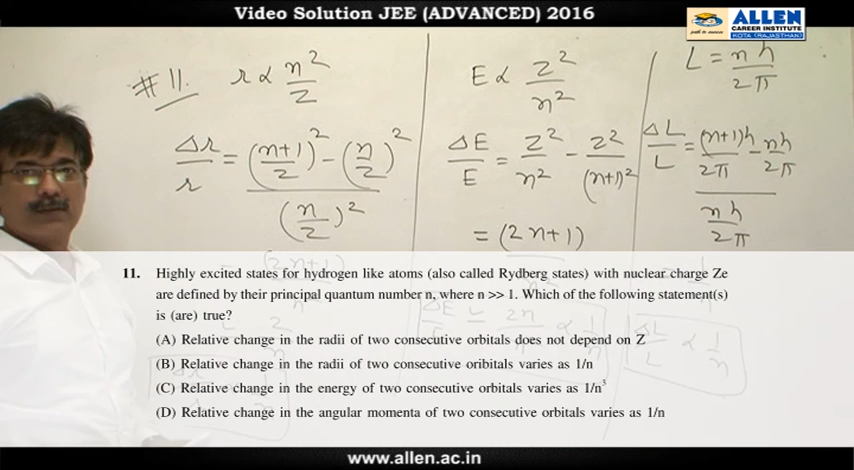 Video Solution JEE (ADVANCED) 2016
ALLEN
CAREER INSTITUTE
KOTA (RAJASTHAN)
path to success
# 11.
r ∝ n²/Z
Δr/r = ((n+1)/2)² - (n/2)² / (n/2)²
E ∝ Z²/n²
ΔE/E = Z²/n² - Z²/(n+1)²
= (2n+1)
L = nh/2π
ΔL/L = (n+1)h/2π - nh/2π / nh/2π
11. Highly excited states for hydrogen like atoms (also called Rydberg states) with nuclear charge Ze
are defined by their principal quantum number n, where n >> 1. Which of the following statement(s)
is (are) true?
(A) Relative change in the radii of two consecutive orbitals does not depend on Z
(B) Relative change in the radii of two consecutive oribitals varies as 1/n
(C) Relative change in the energy of two consecutive orbitals varies as 1/n³
(D) Relative change in the angular momenta of two consecutive orbitals varies as 1/n
www.allen.ac.in